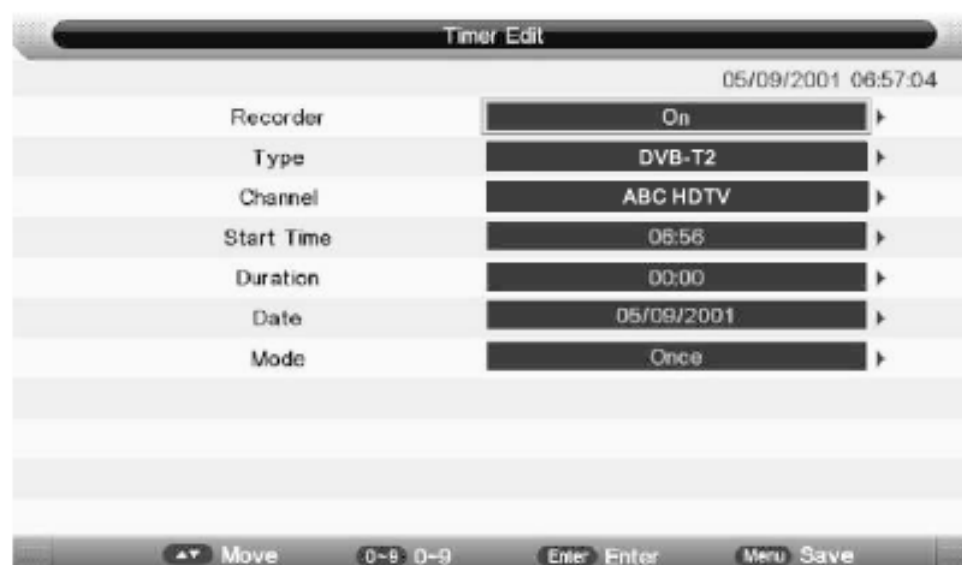 Timer Edit
05/09/2001 06:57:04
Recorder On
Type DVB-T2
Channel ABC HDTV
Start Time 06:56
Duration 00:00
Date 05/09/2001
Mode Once
Move 0~9 0~9 Enter Enter Menu Save